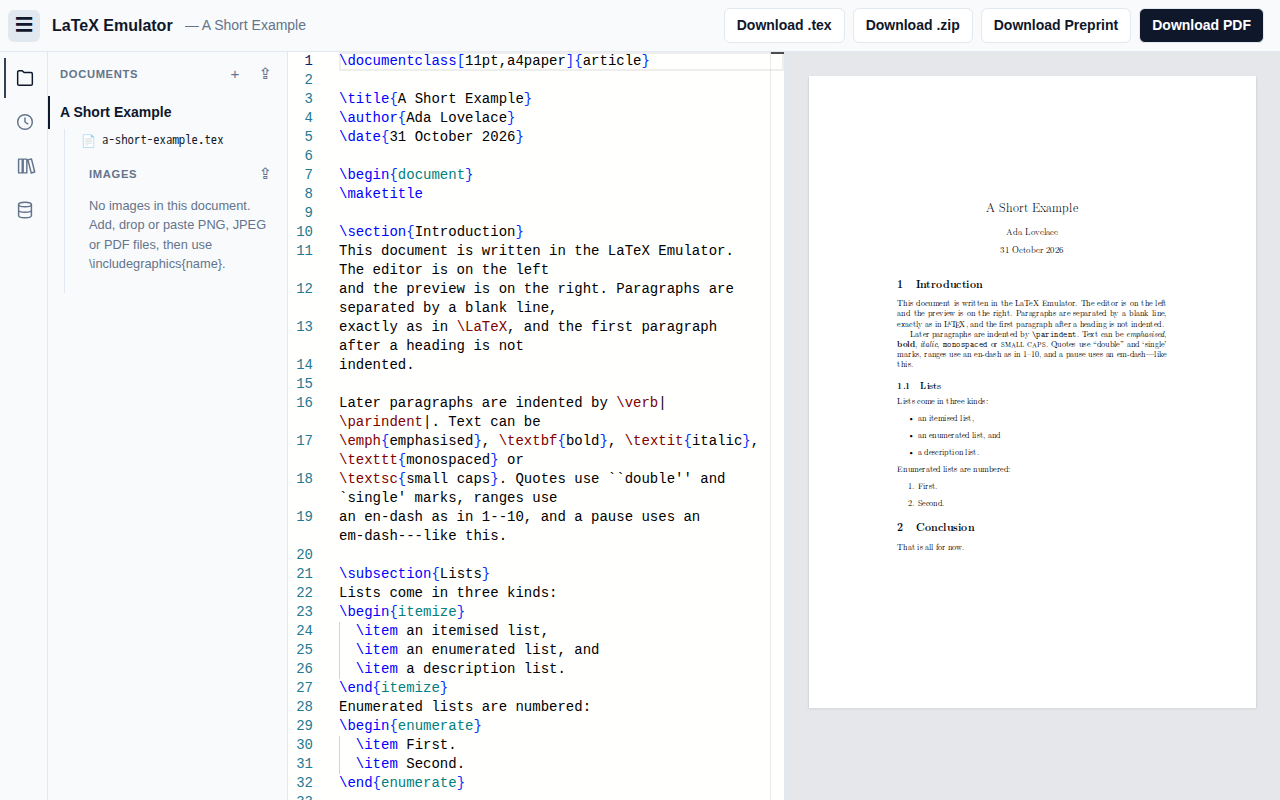 LaTeX Emulator — A Short Example
Download .tex
Download .zip
Download Preprint
Download PDF
DOCUMENTS
A Short Example
a-short-example.tex
IMAGES
No images in this document.
Add, drop or paste PNG, JPEG
or PDF files, then use
\includegraphics{name}.
1 \documentclass[11pt,a4paper]{article}
2
3 \title{A Short Example}
4 \author{Ada Lovelace}
5 \date{31 October 2026}
6
7 \begin{document}
8 \maketitle
9
10 \section{Introduction}
11 This document is written in the LaTeX Emulator.
The editor is on the left
12 and the preview is on the right. Paragraphs are
separated by a blank line,
13 exactly as in \LaTeX, and the first paragraph
after a heading is not
14 indented.
15
16 Later paragraphs are indented by \verb|
\parindent|. Text can be
17 \emph{emphasised}, \textbf{bold}, \textit{italic},
\texttt{monospaced} or
18 \textsc{small caps}. Quotes use ``double'' and
`single' marks, ranges use
19 an en-dash as in 1--10, and a pause uses an
em-dash---like this.
20
21 \subsection{Lists}
22 Lists come in three kinds:
23 \begin{itemize}
24 \item an itemised list,
25 \item an enumerated list, and
26 \item a description list.
27 \end{itemize}
28 Enumerated lists are numbered:
29 \begin{enumerate}
30 \item First.
31 \item Second.
32 \end{enumerate}
A Short Example
Ada Lovelace
31 October 2026
1 Introduction
This document is written in the LaTeX Emulator. The editor is on the left
and the preview is on the right. Paragraphs are separated by a blank line,
exactly as in LATEX, and the first paragraph after a heading is not indented.
Later paragraphs are indented by \parindent. Text can be emphasised,
bold, italic, monospaced or SMALL CAPS. Quotes use “double” and ‘single’
marks, ranges use an en-dash as in 1–10, and a pause uses an em-dash—like
this.
1.1 Lists
Lists come in three kinds:
• an itemised list,
• an enumerated list, and
• a description list.
Enumerated lists are numbered:
1. First.
2. Second.
2 Conclusion
That is all for now.